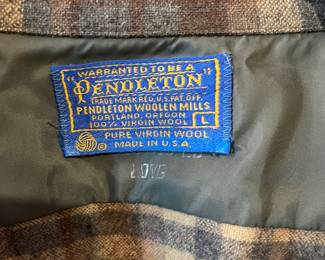 WARRANTED TO BE A
"PENDLETON"
TRADE MARK REG. U.S. PAT. OFF.
PENDLETON WOOLEN MILLS
PORTLAND, OREGON
100% VIRGIN WOOL L
PURE VIRGIN WOOL
MADE IN U.S.A.
LONG